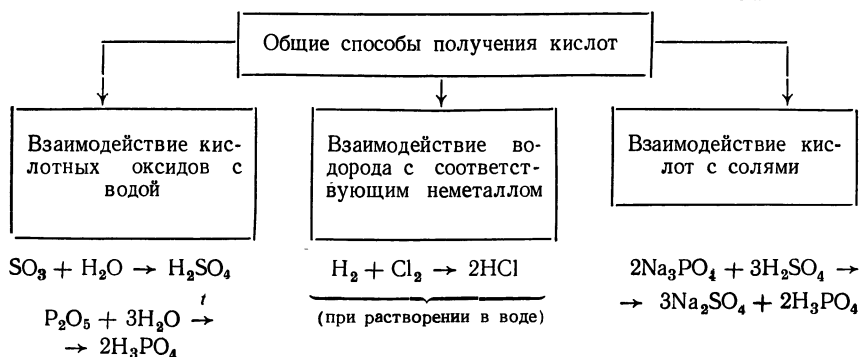 Общие способы получения кислот
Взаимодействие кис-
лотных оксидов с
водой
SO₃ + H₂O → H₂SO₄
t
P₂O₅ + 3H₂O →
→ 2H₃PO₄
Взаимодействие во-
дорода с соответст-
вующим неметаллом
H₂ + Cl₂ → 2HCl
(при растворении в воде)
Взаимодействие кис-
лот с солями
2Na₃PO₄ + 3H₂SO₄ →
→ 3Na₂SO₄ + 2H₃PO₄